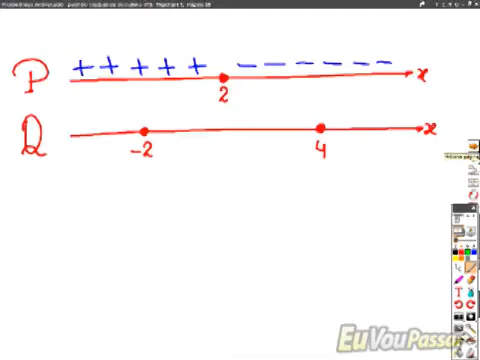 P + + + + + - - - - - - x
2
Q x
-2 4
EuVouPassar